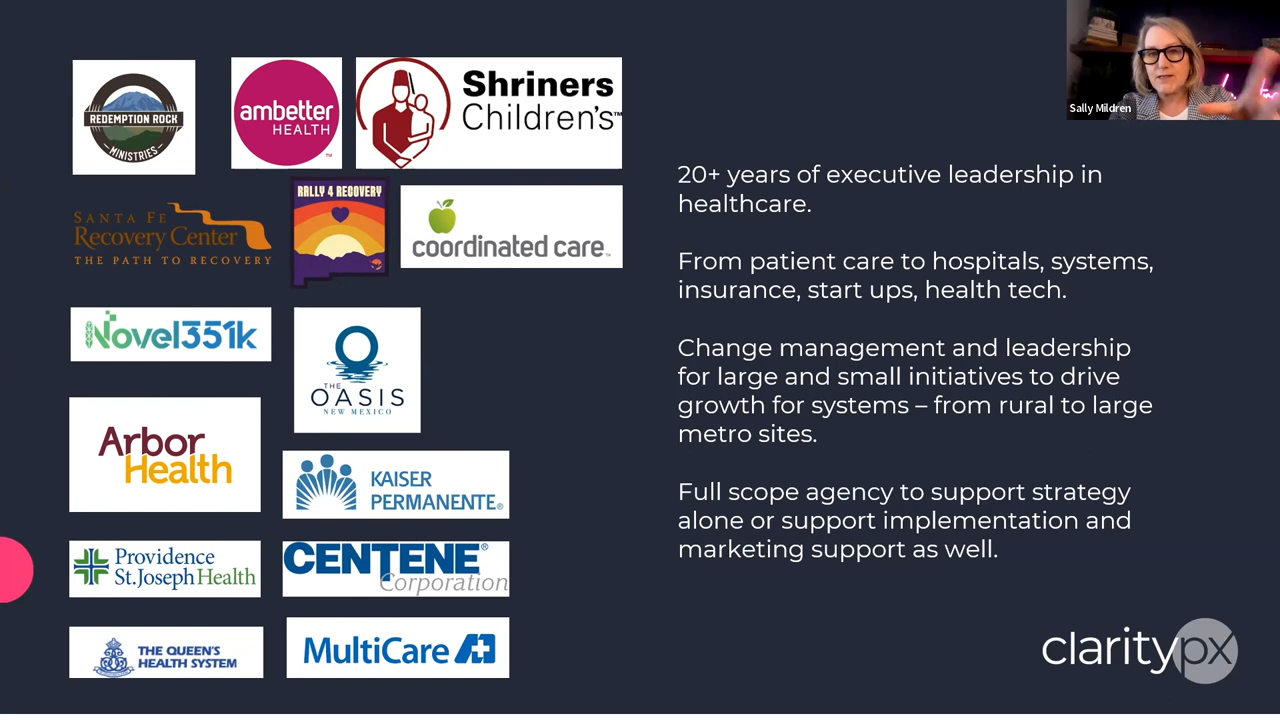 REDEMPTION ROCK
MINISTRIES
ambetter
HEALTH
TM
Shriners
Children's™
Sally Mildren
SANTA FE
Recovery Center
THE PATH TO RECOVERY
RALLY 4 RECOVERY
coordinated care™
Novel351k
THE
OASIS
NEW MEXICO
Arbor
Health
KAISER
PERMANENTE®
Providence
St.JosephHealth
CENTENE®
Corporation
THE QUEEN'S
HEALTH SYSTEM
MultiCare
20+ years of executive leadership in
healthcare.
From patient care to hospitals, systems,
insurance, start ups, health tech.
Change management and leadership
for large and small initiatives to drive
growth for systems – from rural to large
metro sites.
Full scope agency to support strategy
alone or support implementation and
marketing support as well.
claritypx